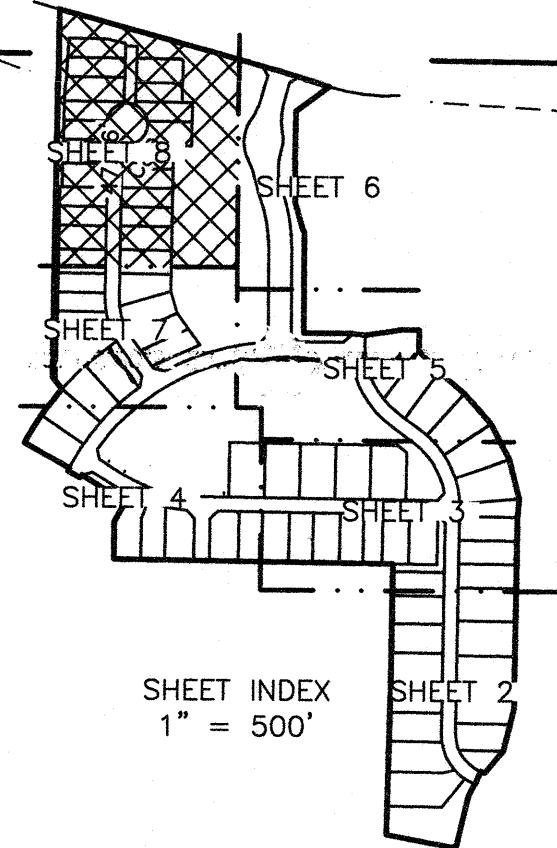 SHEET 8
SHEET 6
SHEET 7
SHEET 5
SHEET 4
SHEET 3
SHEET 2
SHEET INDEX
1" = 500'